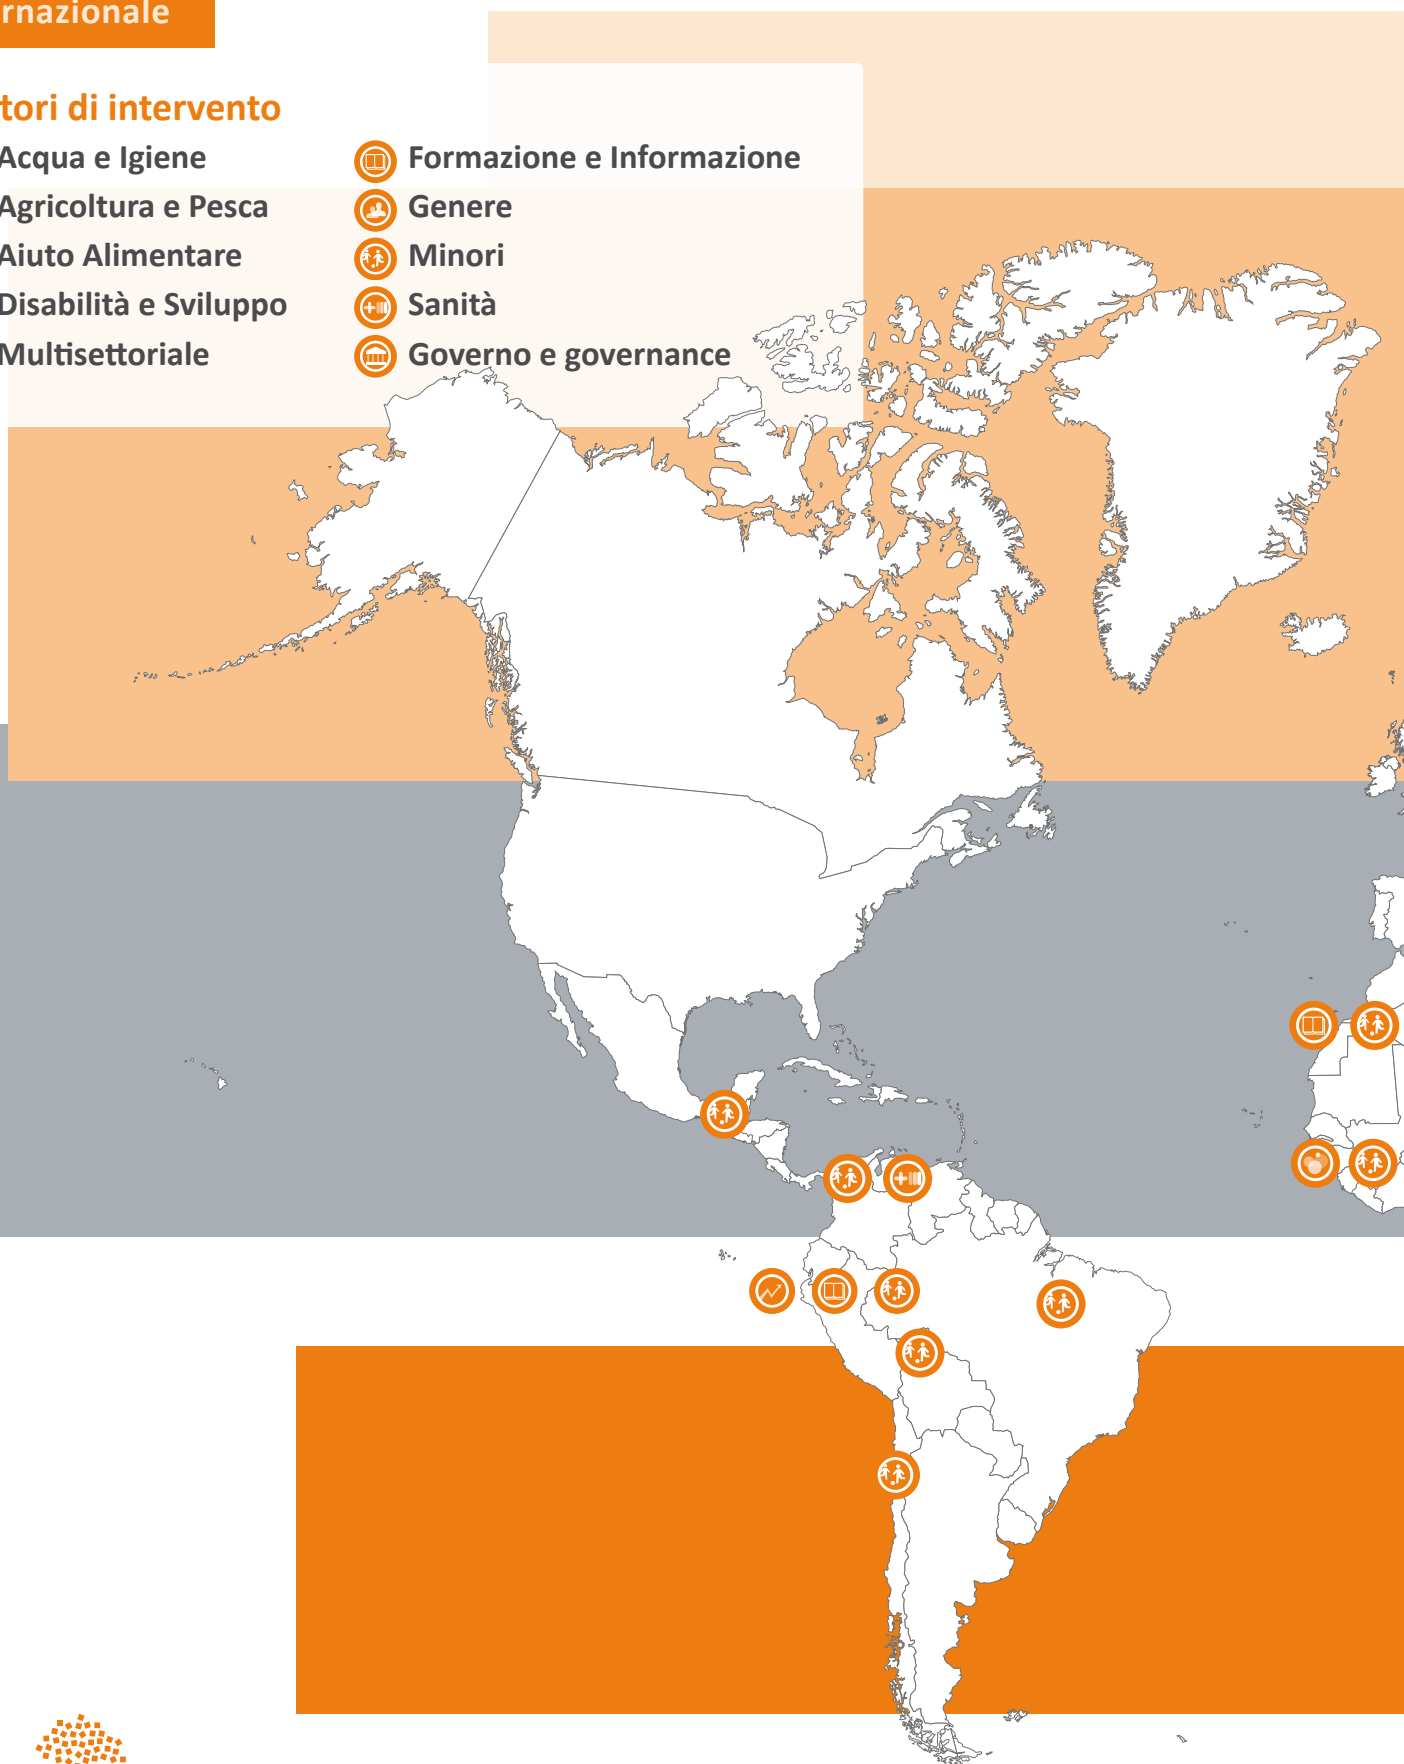 rnazionale
tori di intervento
Acqua e Igiene
Agricoltura e Pesca
Aiuto Alimentare
Disabilità e Sviluppo
Multisettoriale
Formazione e Informazione
Genere
Minori
Sanità
Governo e governance